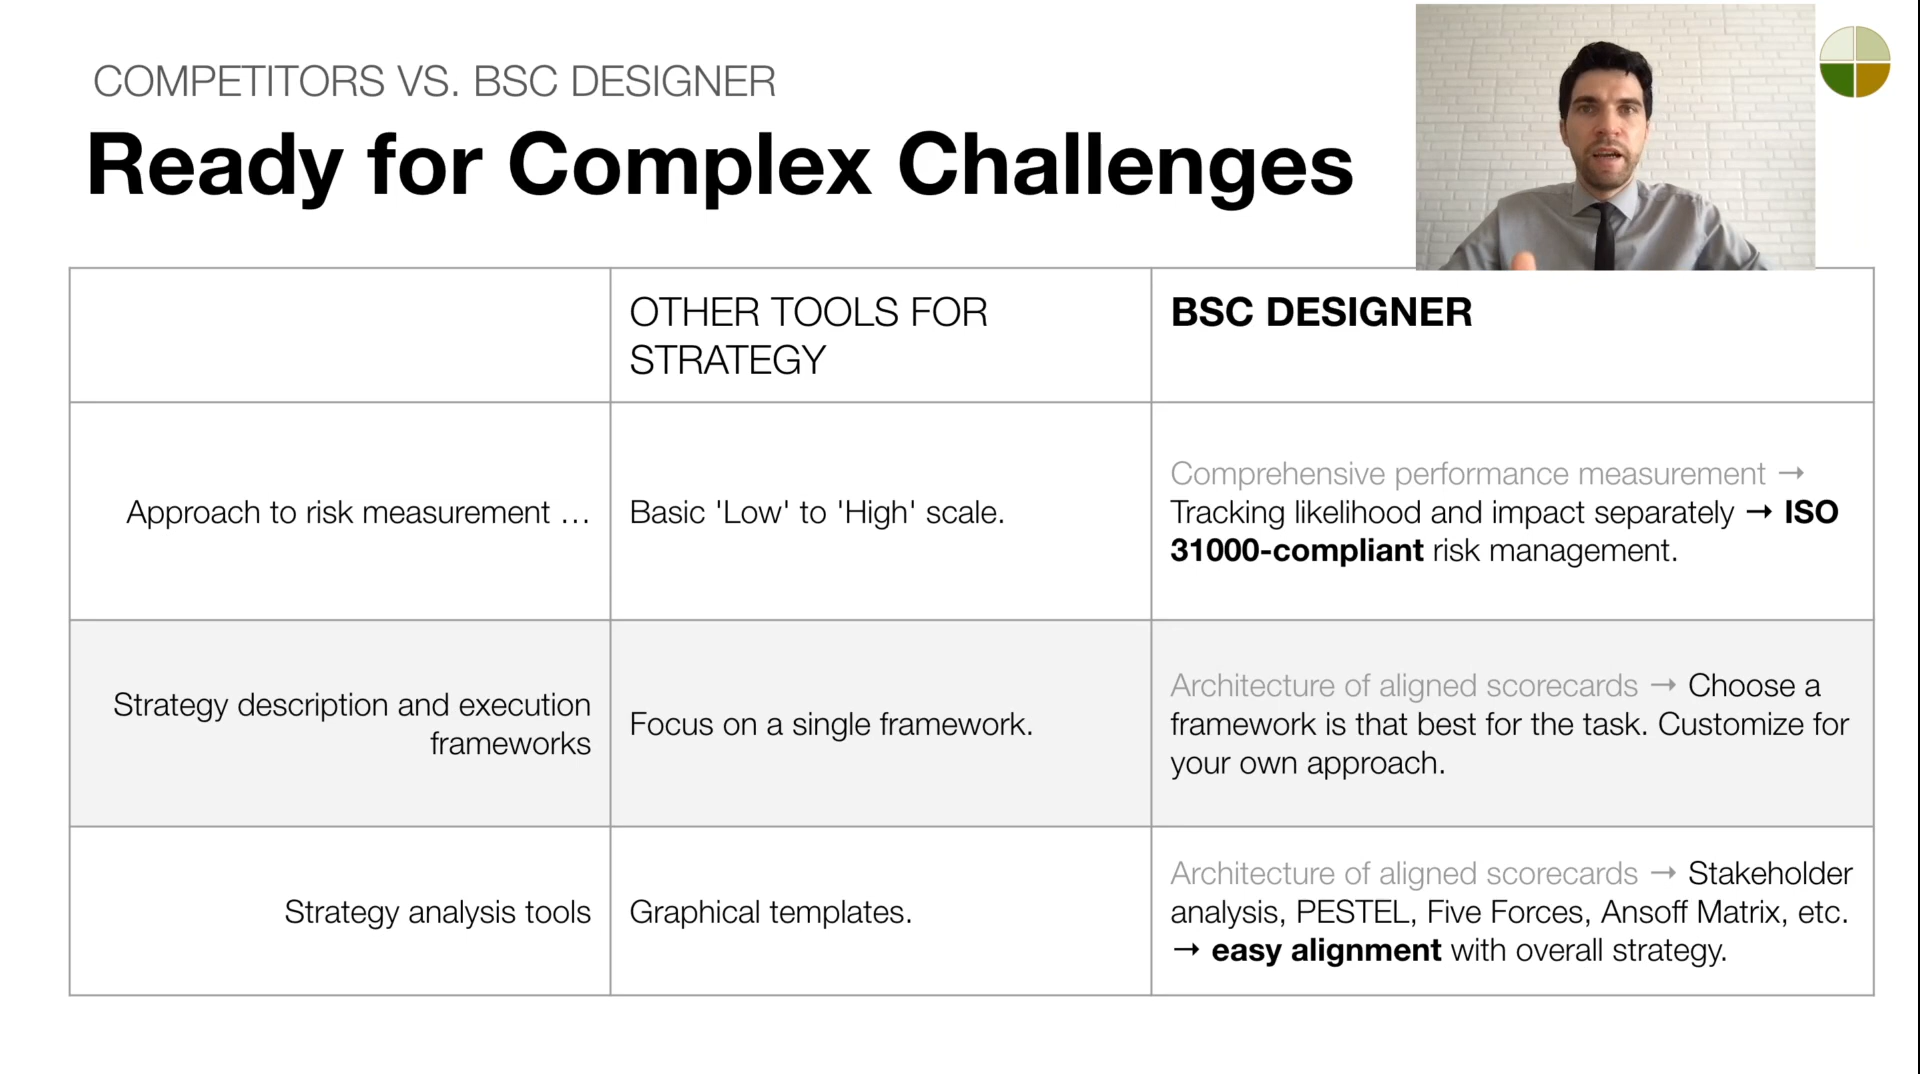 COMPETITORS VS. BSC DESIGNER
Ready for Complex Challenges
OTHER TOOLS FOR
STRATEGY
BSC DESIGNER
Approach to risk measurement …
Basic 'Low' to 'High' scale.
Comprehensive performance measurement →
Tracking likelihood and impact separately → ISO
31000-compliant risk management.
Strategy description and execution
frameworks
Focus on a single framework.
Architecture of aligned scorecards → Choose a
framework is that best for the task. Customize for
your own approach.
Strategy analysis tools
Graphical templates.
Architecture of aligned scorecards → Stakeholder
analysis, PESTEL, Five Forces, Ansoff Matrix, etc.
→ easy alignment with overall strategy.